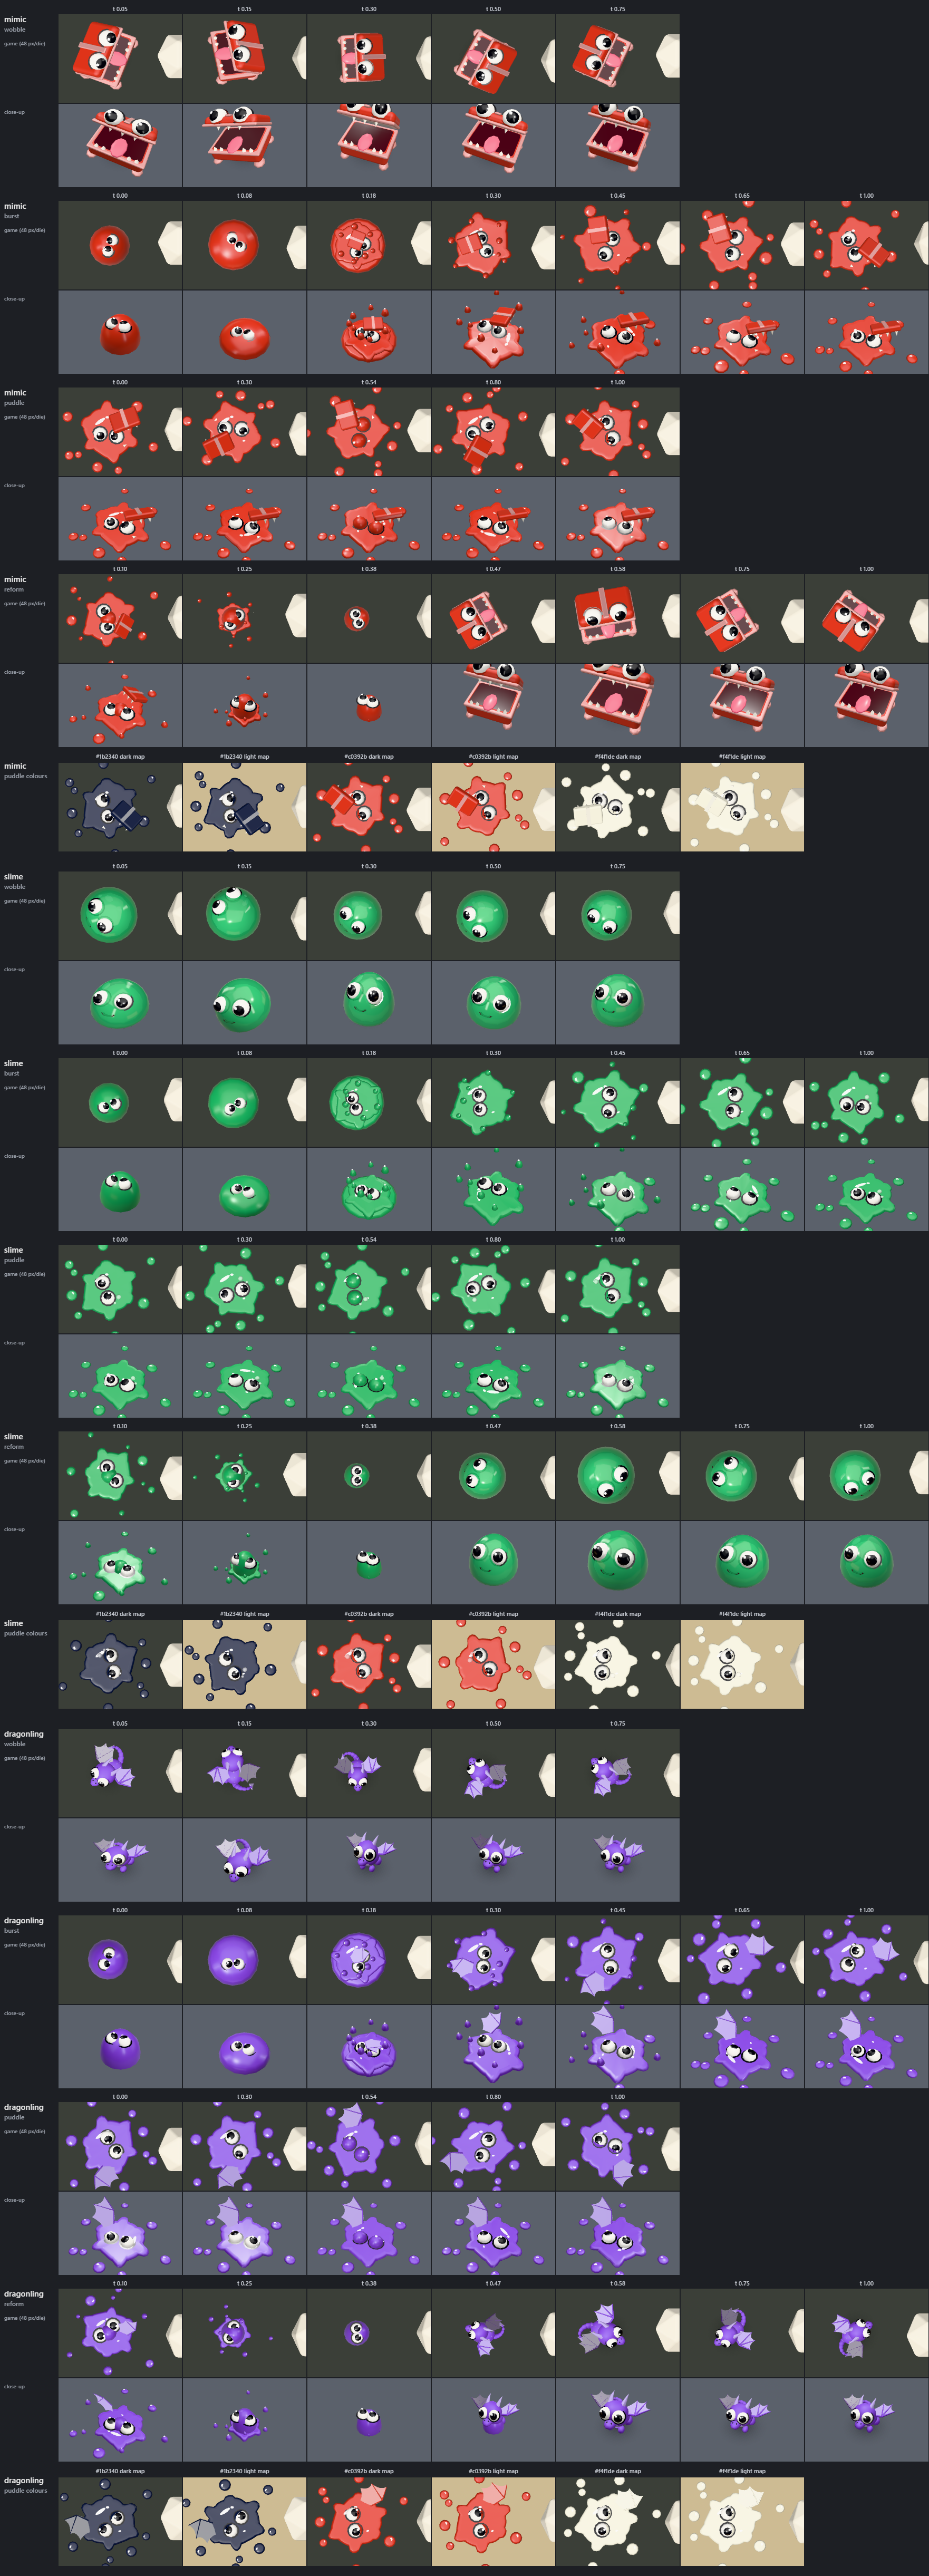 t 0.05 t 0.15 t 0.30 t 0.50 t 0.75
mimic
wobble
game (48 px/die)
close-up
t 0.00 t 0.08 t 0.18 t 0.30 t 0.45 t 0.65 t 1.00
mimic
burst
game (48 px/die)
close-up
t 0.00 t 0.30 t 0.54 t 0.80 t 1.00
mimic
puddle
game (48 px/die)
close-up
t 0.10 t 0.25 t 0.38 t 0.47 t 0.58 t 0.75 t 1.00
mimic
reform
game (48 px/die)
close-up
#1b2340 dark map #1b2340 light map #c0392b dark map #c0392b light map #f4f1de dark map #f4f1de light map
mimic
puddle colours
t 0.05 t 0.15 t 0.30 t 0.50 t 0.75
slime
wobble
game (48 px/die)
close-up
t 0.00 t 0.08 t 0.18 t 0.30 t 0.45 t 0.65 t 1.00
slime
burst
game (48 px/die)
close-up
t 0.00 t 0.30 t 0.54 t 0.80 t 1.00
slime
puddle
game (48 px/die)
close-up
t 0.10 t 0.25 t 0.38 t 0.47 t 0.58 t 0.75 t 1.00
slime
reform
game (48 px/die)
close-up
#1b2340 dark map #1b2340 light map #c0392b dark map #c0392b light map #f4f1de dark map #f4f1de light map
slime
puddle colours
t 0.05 t 0.15 t 0.30 t 0.50 t 0.75
dragonling
wobble
game (48 px/die)
close-up
t 0.00 t 0.08 t 0.18 t 0.30 t 0.45 t 0.65 t 1.00
dragonling
burst
game (48 px/die)
close-up
t 0.00 t 0.30 t 0.54 t 0.80 t 1.00
dragonling
puddle
game (48 px/die)
close-up
t 0.10 t 0.25 t 0.38 t 0.47 t 0.58 t 0.75 t 1.00
dragonling
reform
game (48 px/die)
close-up
#1b2340 dark map #1b2340 light map #c0392b dark map #c0392b light map #f4f1de dark map #f4f1de light map
dragonling
puddle colours